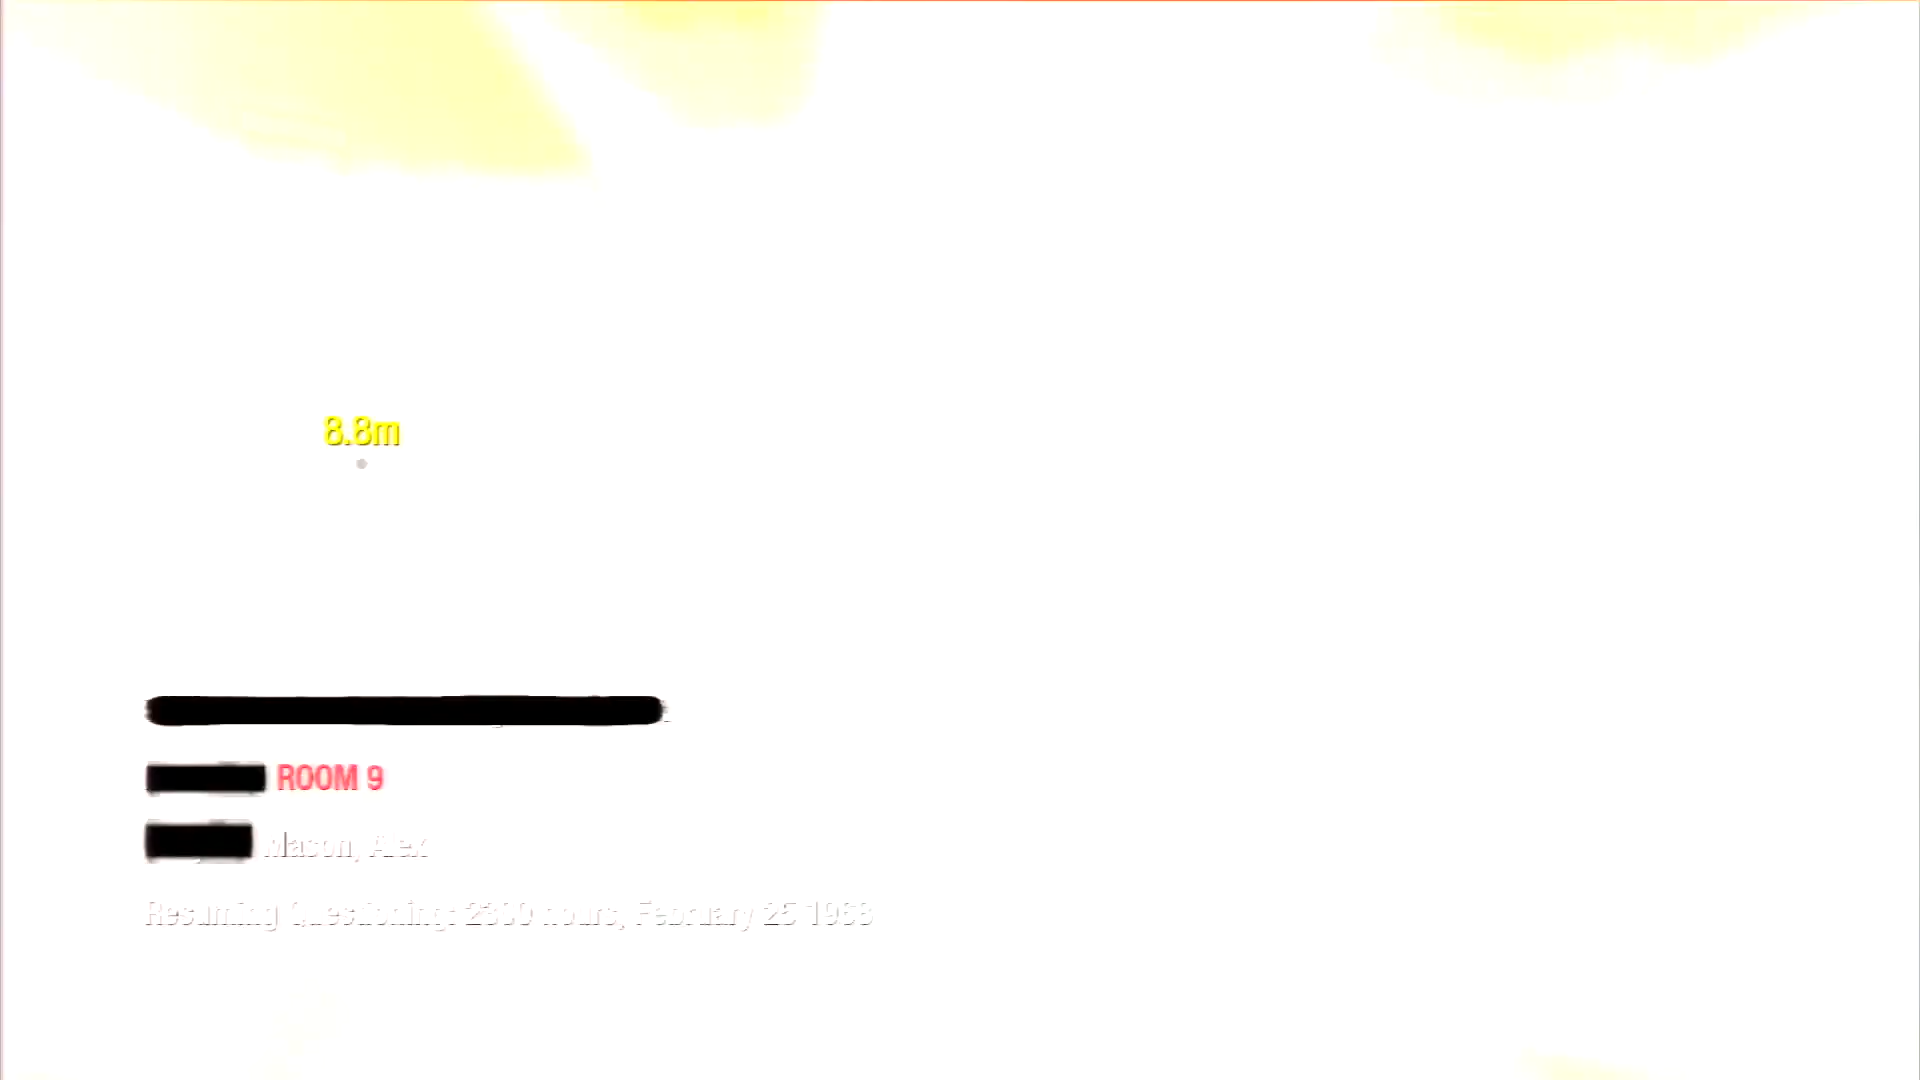 8.8m
ROOM 9
Mason, Alex
Resuming Questioning: 2300 hours, February 25 1968